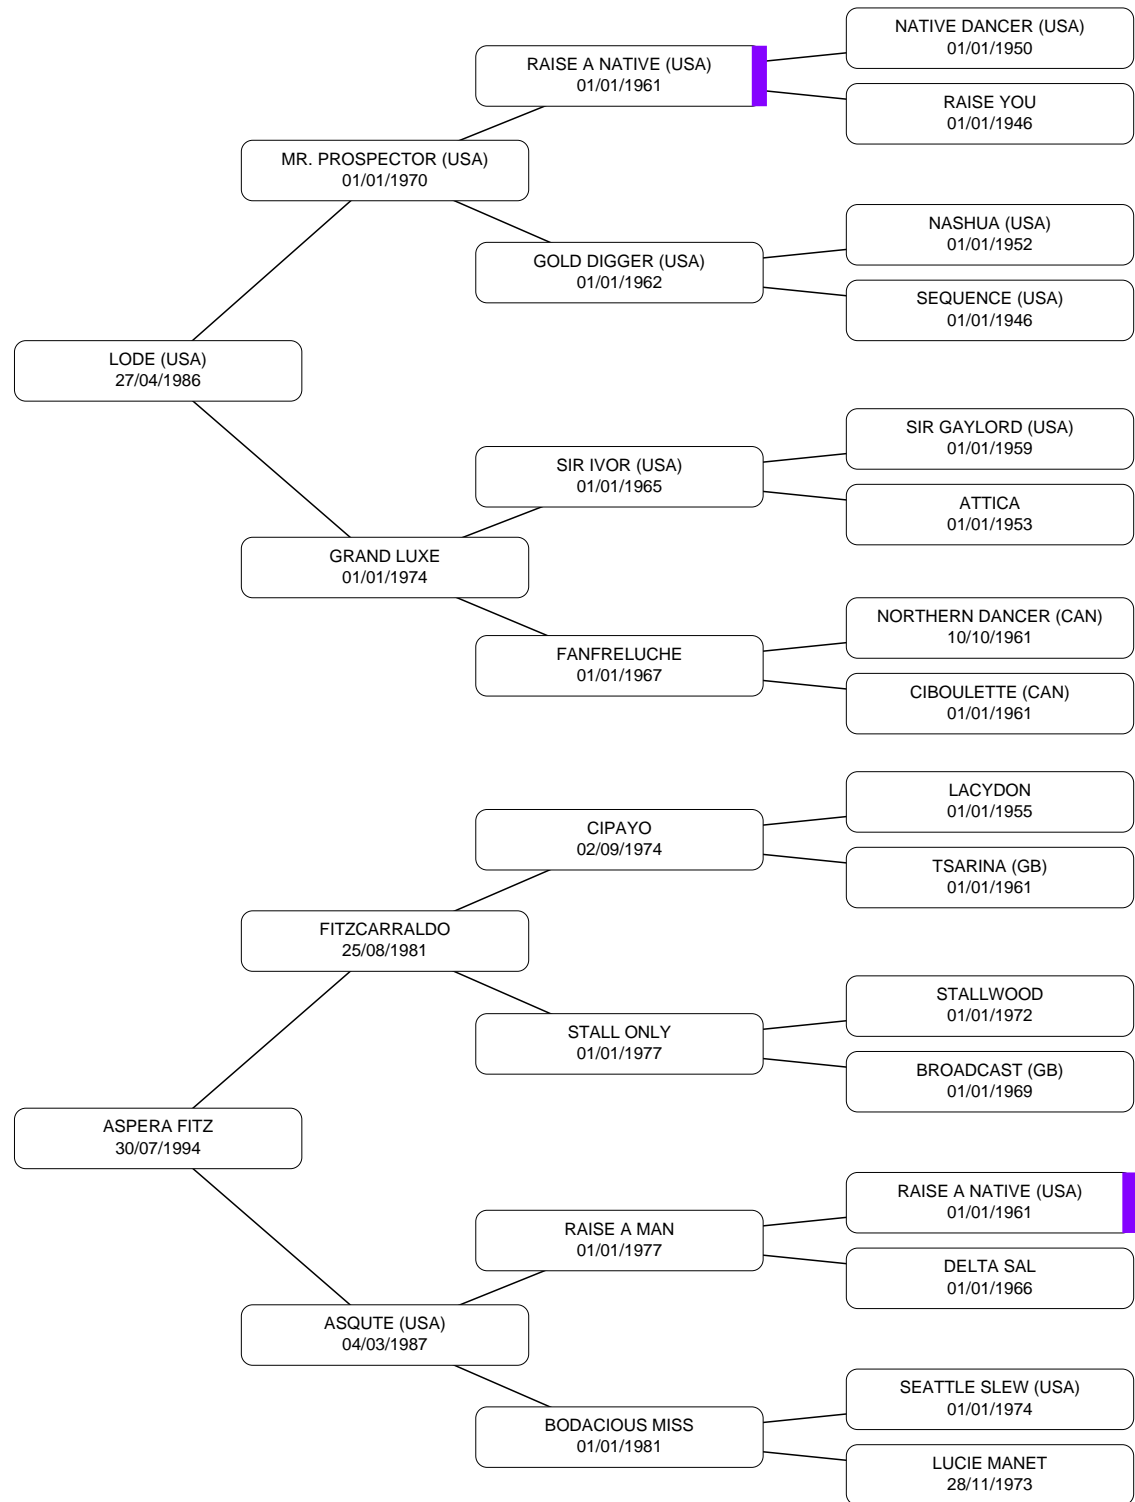 NATIVE DANCER (USA)
01/01/1950
RAISE A NATIVE (USA)
01/01/1961
RAISE YOU
01/01/1946
MR. PROSPECTOR (USA)
01/01/1970
NASHUA (USA)
01/01/1952
GOLD DIGGER (USA)
01/01/1962
SEQUENCE (USA)
01/01/1946
LODE (USA)
27/04/1986
SIR GAYLORD (USA)
01/01/1959
SIR IVOR (USA)
01/01/1965
ATTICA
01/01/1953
GRAND LUXE
01/01/1974
NORTHERN DANCER (CAN)
10/10/1961
FANFRELUCHE
01/01/1967
CIBOULETTE (CAN)
01/01/1961
LACYDON
01/01/1955
CIPAYO
02/09/1974
TSARINA (GB)
01/01/1961
FITZCARRALDO
25/08/1981
STALLWOOD
01/01/1972
STALL ONLY
01/01/1977
BROADCAST (GB)
01/01/1969
ASPERA FITZ
30/07/1994
RAISE A NATIVE (USA)
01/01/1961
RAISE A MAN
01/01/1977
DELTA SAL
01/01/1966
ASQUTE (USA)
04/03/1987
SEATTLE SLEW (USA)
01/01/1974
BODACIOUS MISS
01/01/1981
LUCIE MANET
28/11/1973